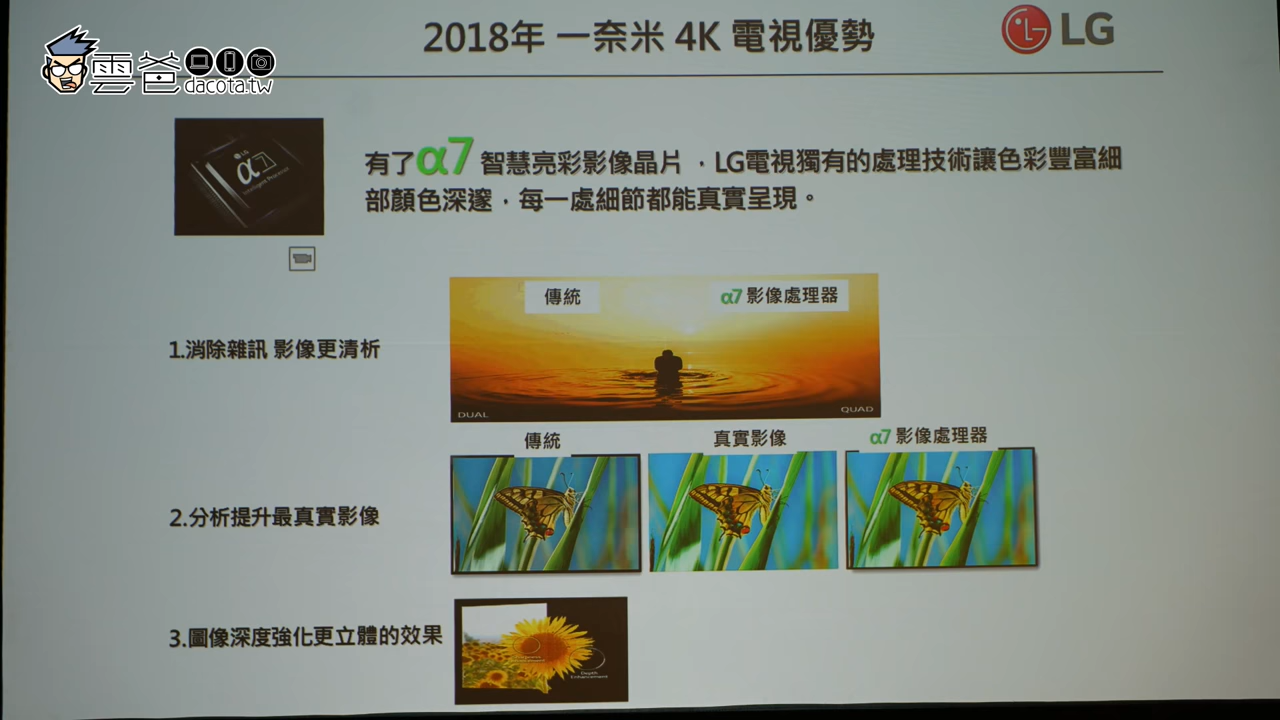 2018年 一奈米 4K 電視優勢
LG
雲爸
dacota.tw
LG
α7
Intelligent Processor
有了α7 智慧亮彩影像晶片，LG電視獨有的處理技術讓色彩豐富細
部顏色深邃，每一處細節都能真實呈現。
1.消除雜訊 影像更清析
傳統
α7 影像處理器
DUAL
QUAD
2.分析提升最真實影像
傳統
真實影像
α7 影像處理器
3.圖像深度強化更立體的效果
Depth
Enhancement